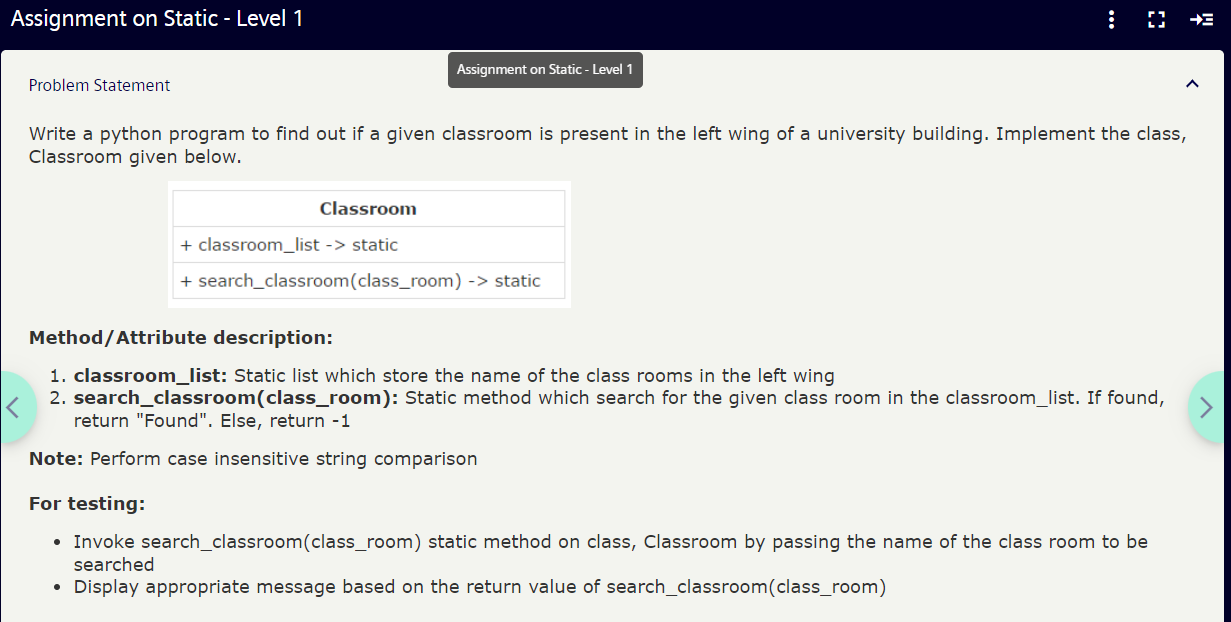 Assignment on Static - Level 1
Assignment on Static - Level 1
Problem Statement
Write a python program to find out if a given classroom is present in the left wing of a university building. Implement the class,
Classroom given below.
Classroom
+ classroom_list -> static
+ search_classroom(class_room) -> static
Method/Attribute description:
1. classroom_list: Static list which store the name of the class rooms in the left wing
2. search_classroom(class_room): Static method which search for the given class room in the classroom_list. If found,
return "Found". Else, return -1
Note: Perform case insensitive string comparison
For testing:
• Invoke search_classroom(class_room) static method on class, Classroom by passing the name of the class room to be
searched
• Display appropriate message based on the return value of search_classroom(class_room)